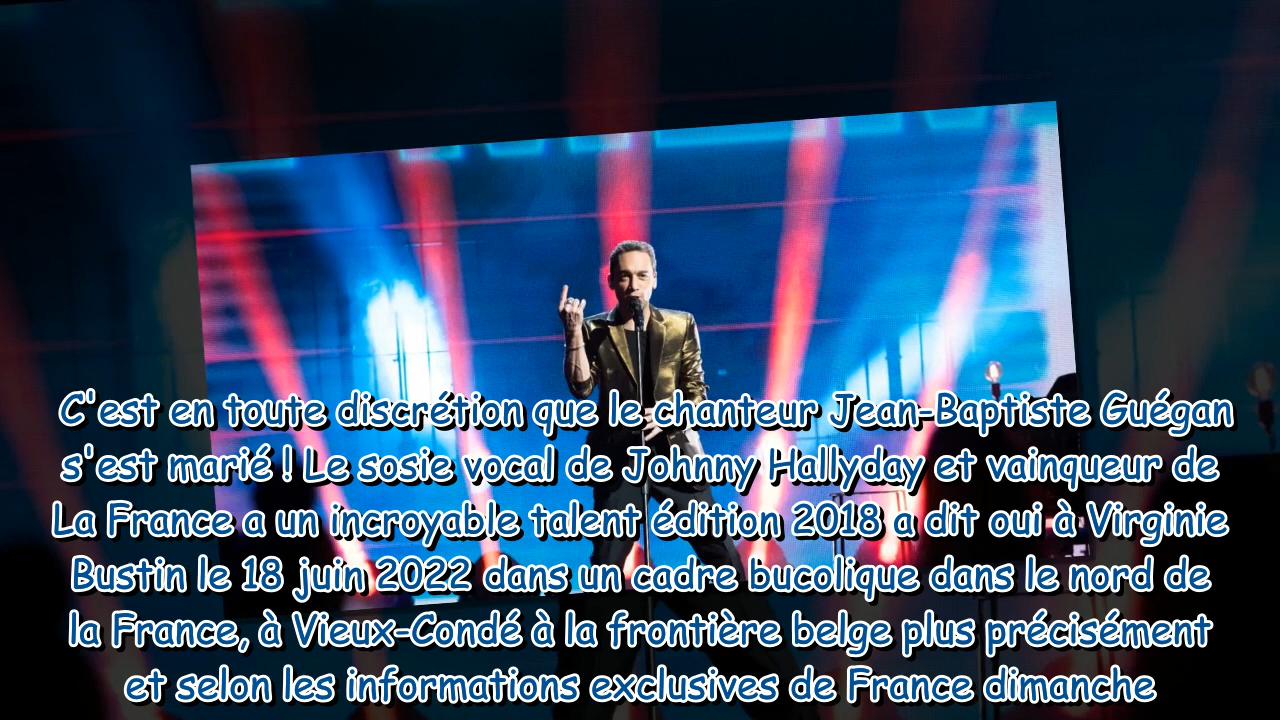 C'est en toute discrétion que le chanteur Jean-Baptiste Guégan
s'est marié ! Le sosie vocal de Johnny Hallyday et vainqueur de
La France a un incroyable talent édition 2018 a dit oui à Virginie
Bustin le 18 juin 2022 dans un cadre bucolique dans le nord de
la France, à Vieux-Condé à la frontière belge plus précisément
et selon les informations exclusives de France dimanche